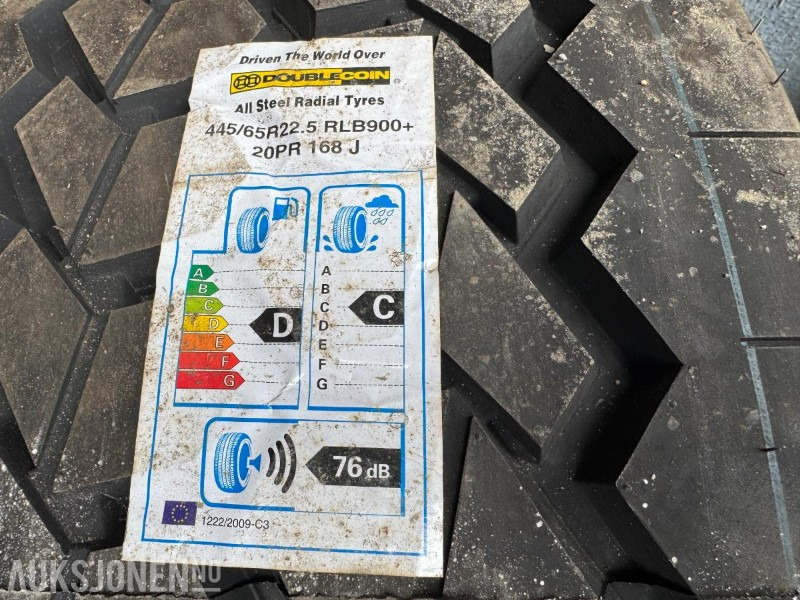 Driven The World Over
DOUBLECOIN ®
All Steel Radial Tyres
445/65R22.5 RLB900+
20PR 168 J
A A
B B
C C C
D D D
E E
F F
G G
76 dB
1222/2009-C3
AUKSJONEN NO